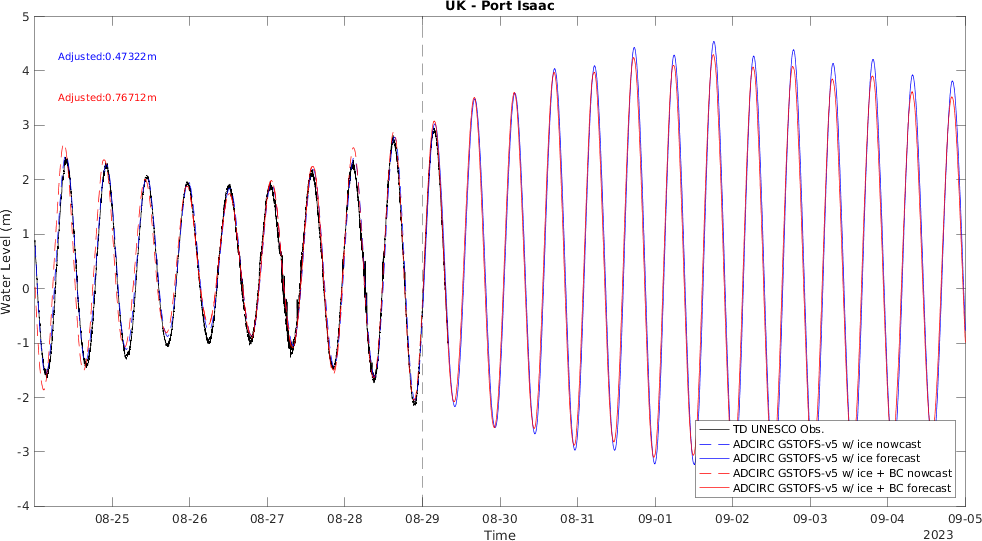 UK - Port Isaac
5
4
3
2
1
0
-1
-2
-3
-4
Water Level (m)
Adjusted:0.47322m
Adjusted:0.76712m
TD UNESCO Obs.
ADCIRC GSTOFS-v5 w/ ice nowcast
ADCIRC GSTOFS-v5 w/ ice forecast
ADCIRC GSTOFS-v5 w/ ice + BC nowcast
ADCIRC GSTOFS-v5 w/ ice + BC forecast
08-25 08-26 08-27 08-28 08-29 08-30 08-31 09-01 09-02 09-03 09-04 09-05
Time
2023